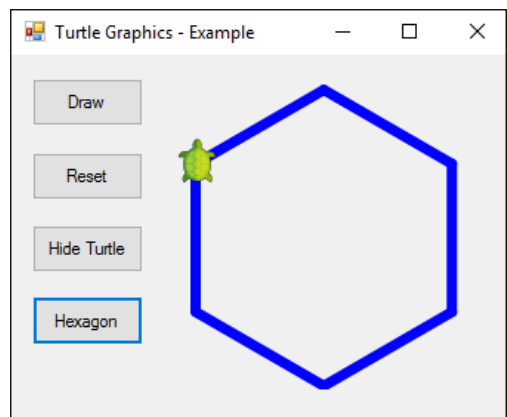 Turtle Graphics - Example
Draw
Reset
Hide Turtle
Hexagon